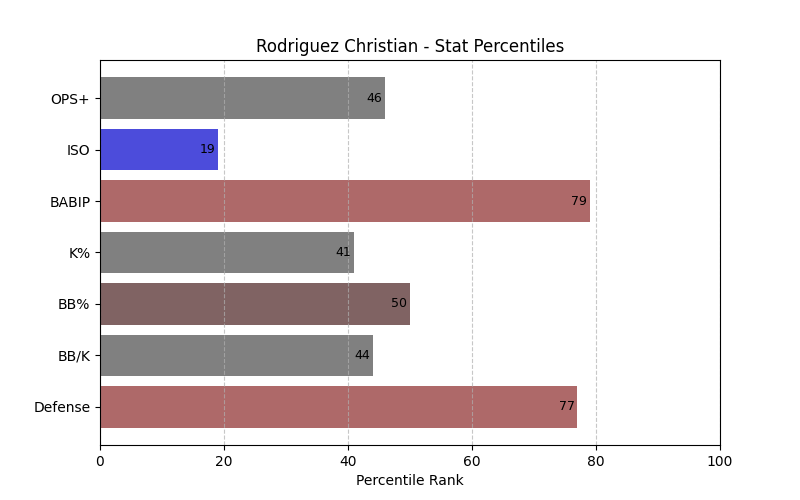 Rodriguez Christian - Stat Percentiles
OPS+ 46
ISO 19
BABIP 79
K% 41
BB% 50
BB/K 44
Defense 77
0 20 40 60 80 100
Percentile Rank